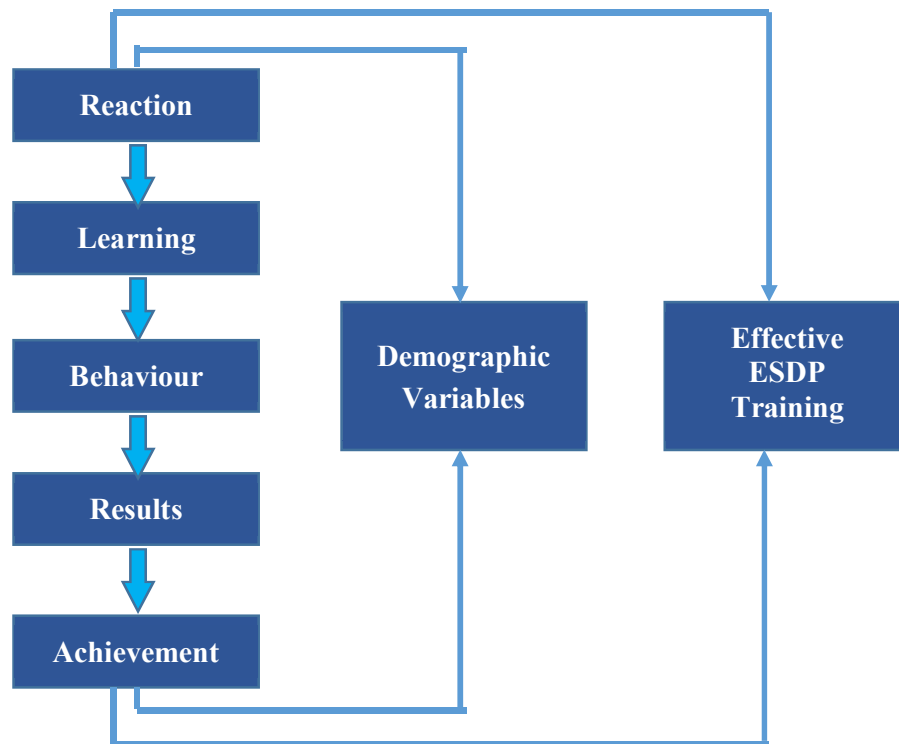 Reaction
Learning
Behaviour
Results
Achievement
Demographic
Variables
Effective
ESDP
Training